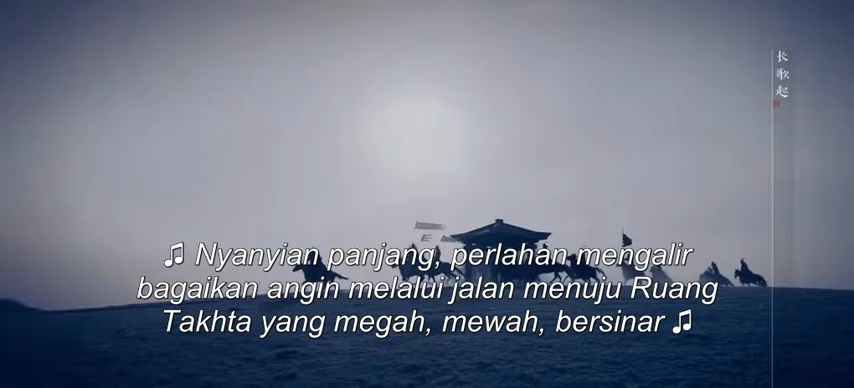 长歌起
♫ Nyanyian panjang, perlahan mengalir
bagaikan angin melalui jalan menuju Ruang
Takhta yang megah, mewah, bersinar ♫